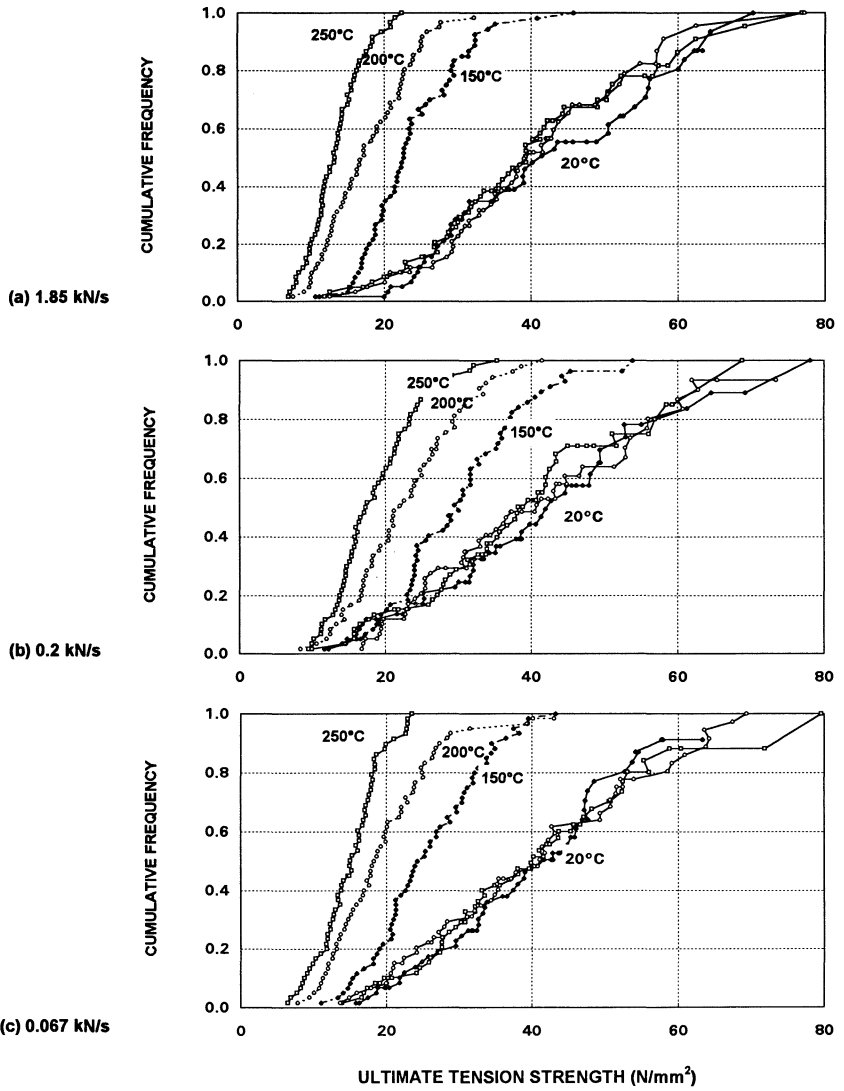 1.0
0.8
0.6
0.4
0.2
0.0
CUMULATIVE FREQUENCY
250°C
200°C
150°C
20°C
(a) 1.85 kN/s
0 20 40 60 80
1.0
0.8
0.6
0.4
0.2
0.0
CUMULATIVE FREQUENCY
250°C
200°C
150°C
20°C
(b) 0.2 kN/s
0 20 40 60 80
1.0
0.8
0.6
0.4
0.2
0.0
CUMULATIVE FREQUENCY
250°C
200°C
150°C
20°C
(c) 0.067 kN/s
0 20 40 60 80
ULTIMATE TENSION STRENGTH (N/mm²)